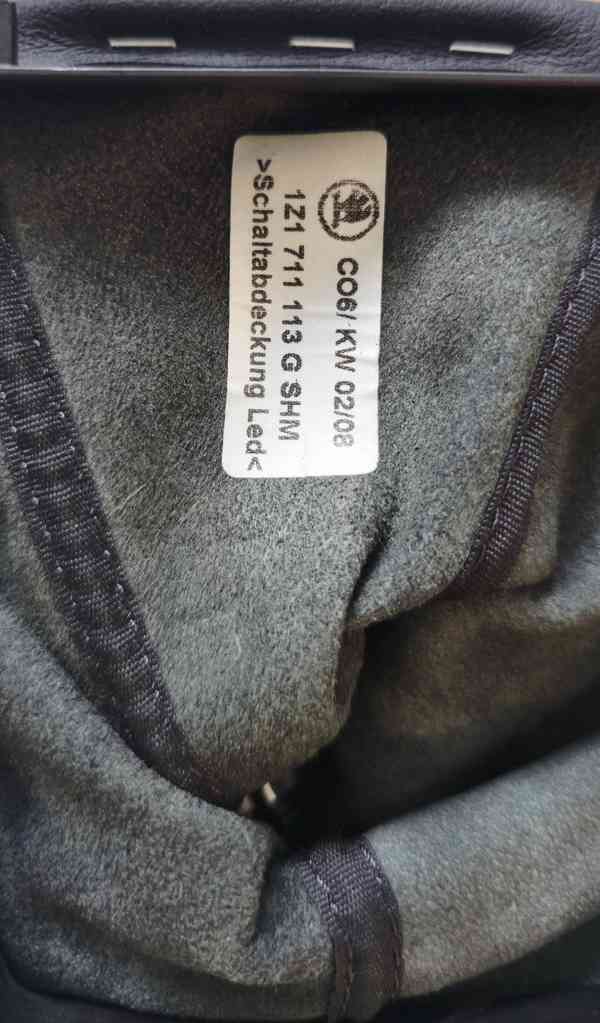 CO6/ KW 02/08
1Z1 711 113 G SHM
>Schaltabdeckung Led<